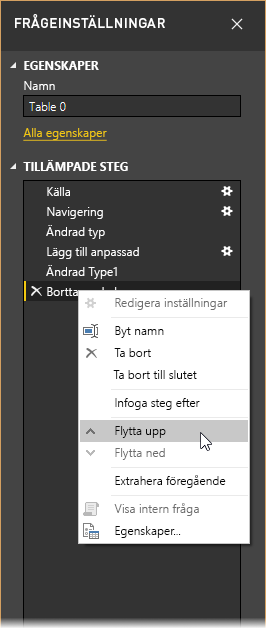 FRÅGEINSTÄLLNINGAR
EGENSKAPER
Namn
Table 0
Alla egenskaper
TILLÄMPADE STEG
Källa
Navigering
Ändrad typ
Lägg till anpassad
Ändrad Type1
Redigera inställningar
Byt namn
Ta bort
Ta bort till slutet
Infoga steg efter
Flytta upp
Flytta ned
Extrahera föregående
Visa intern fråga
Egenskaper...